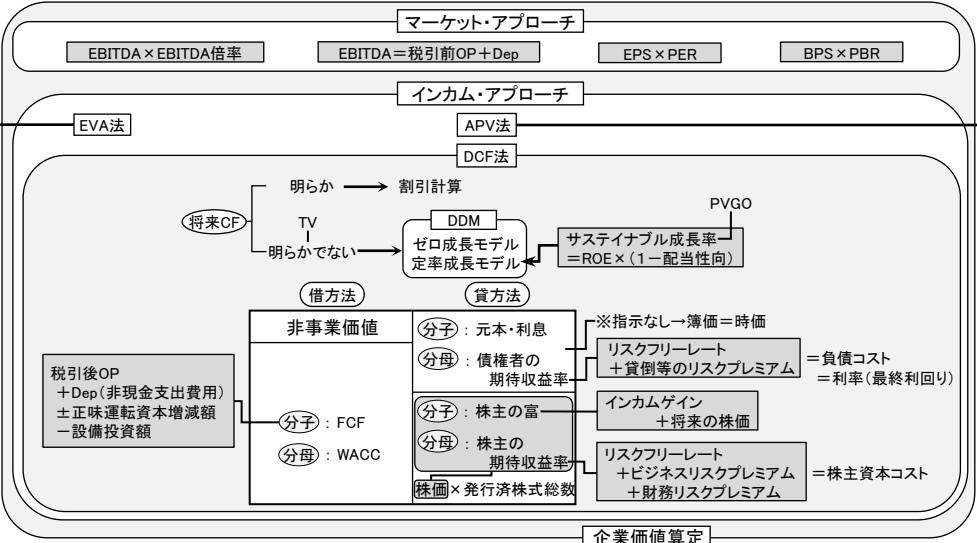 マーケット・アプローチ
EBITDA×EBITDA倍率
EBITDA＝税引前OP＋Dep
EPS×PER
BPS×PBR
インカム・アプローチ
EVA法
APV法
DCF法
将来CF
明らか
割引計算
TV
明らかでない
DDM
ゼロ成長モデル
定率成長モデル
PVGO
サステイナブル成長率
＝ROE×(1－配当性向)
借方法
貸方法
非事業価値
分子：元本・利息
分母：債権者の
期待収益率
※指示なし→簿価＝時価
リスクフリーレート
＋貸倒等のリスクプレミアム
＝負債コスト
＝利率(最終利回り)
税引後OP
＋Dep(非現金支出費用)
±正味運転資本増減額
－設備投資額
分子：FCF
分母：WACC
分子：株主の富
分母：株主の
期待収益率
インカムゲイン
＋将来の株価
リスクフリーレート
＋ビジネスリスクプレミアム
＋財務リスクプレミアム
＝株主資本コスト
株価×発行済株式総数
企業価値算定